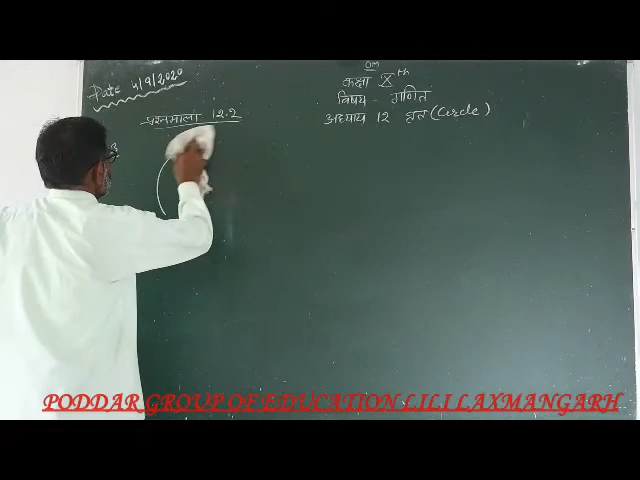 OM
कक्षा Xth
विषय - गणित
अध्याय 12 वृत (Circle)
Date 4/9/2020
प्रश्नमाला 12.2
PODDAR GROUP OF EDUCATION LILI LAXMANGARH